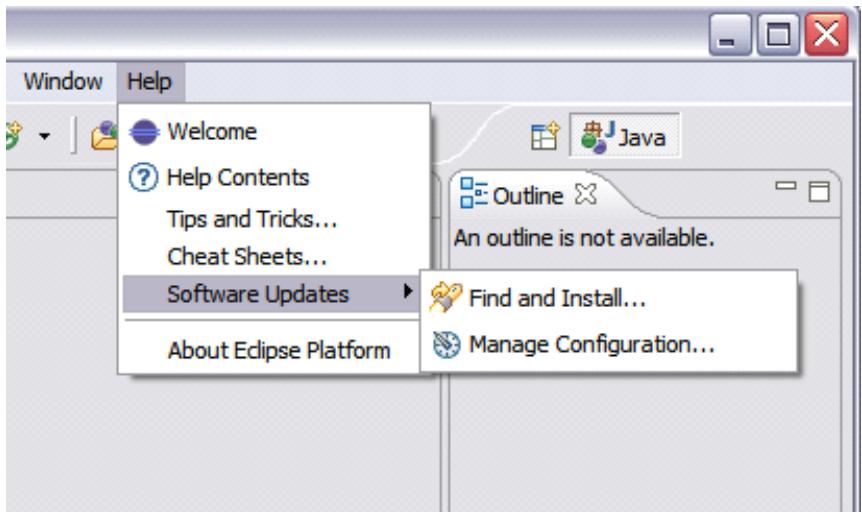 Window Help
Welcome
Help Contents
Tips and Tricks...
Cheat Sheets...
Software Updates
About Eclipse Platform
Java
Outline
An outline is not available.
Find and Install...
Manage Configuration...